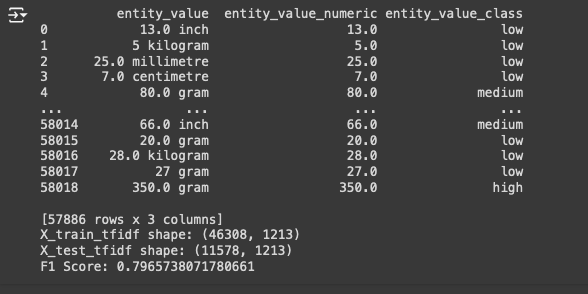 entity_value entity_value_numeric entity_value_class
0 13.0 inch 13.0 low
1 5 kilogram 5.0 low
2 25.0 millimetre 25.0 low
3 7.0 centimetre 7.0 low
4 80.0 gram 80.0 medium
... ... ... ...
58014 66.0 inch 66.0 medium
58015 20.0 gram 20.0 low
58016 28.0 kilogram 28.0 low
58017 27 gram 27.0 low
58018 350.0 gram 350.0 high
[57886 rows x 3 columns]
X_train_tfidf shape: (46308, 1213)
X_test_tfidf shape: (11578, 1213)
F1 Score: 0.7965738071780661